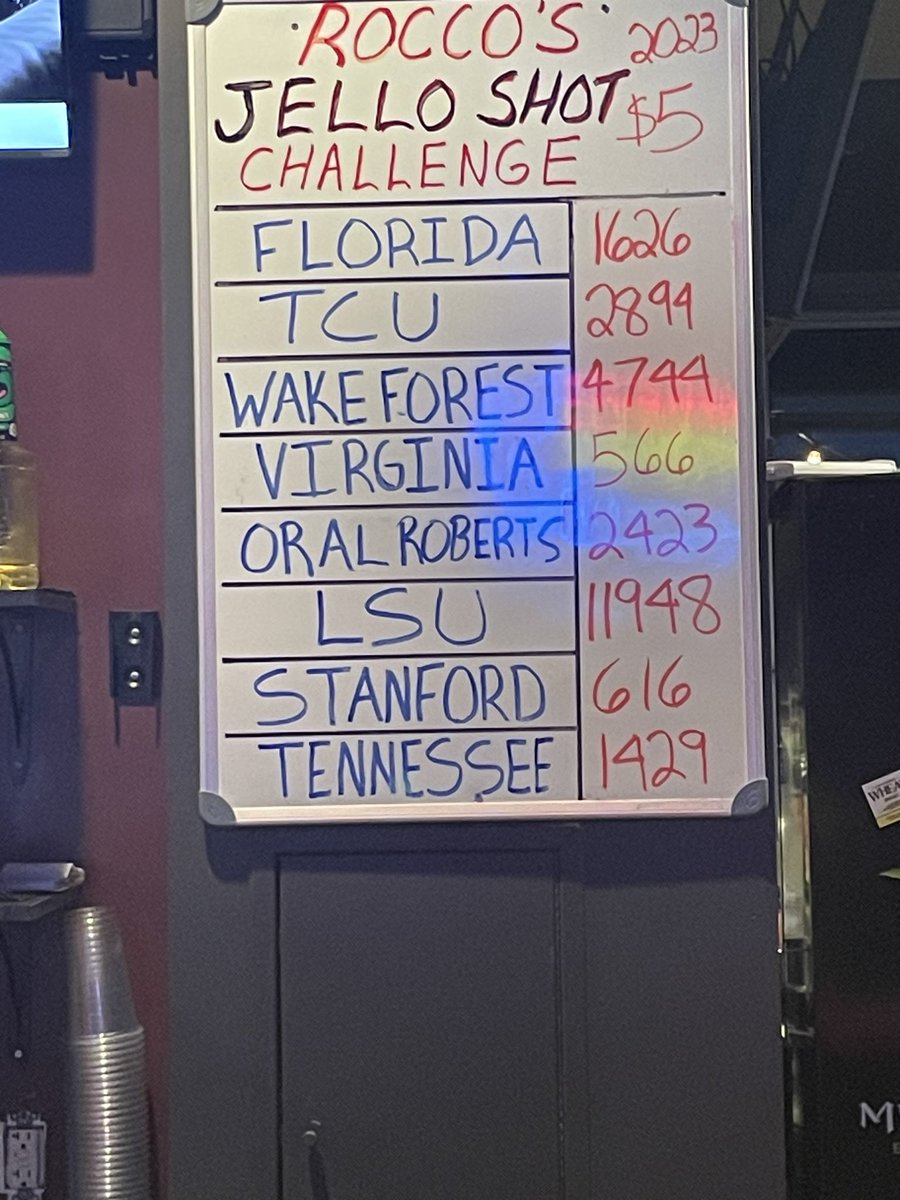 ROCCO'S 2023
JELLO SHOT $5
CHALLENGE
FLORIDA 1626
TCU 2894
WAKE FOREST 4744
VIRGINIA 566
ORAL ROBERTS 2423
LSU 11948
STANFORD 616
TENNESSEE 1429